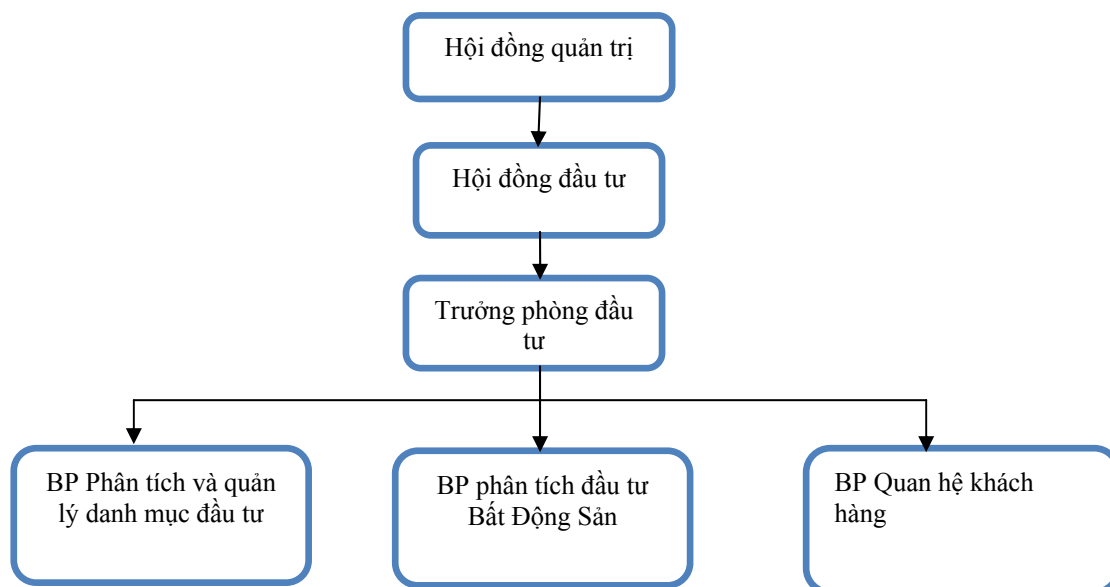 Hội đồng quản trị
Hội đồng đầu tư
Trưởng phòng đầu
tư
BP Phân tích và quản
lý danh mục đầu tư
BP phân tích đầu tư
Bất Động Sản
BP Quan hệ khách
hàng